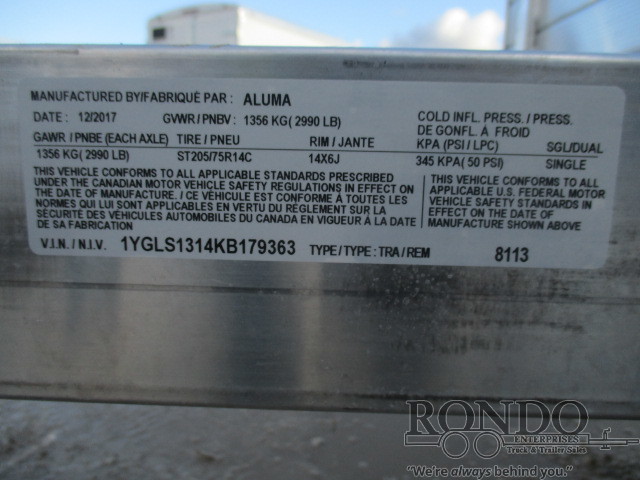 MANUFACTURED BY/FABRIQUÉ PAR : ALUMA
DATE : 12/2017 GVWR / PNBV : 1356 KG( 2990 LB)
GAWR / PNBE (EACH AXLE) TIRE / PNEU RIM / JANTE
1356 KG( 2990 LB) ST205/75R14C 14X6J
COLD INFL. PRESS. / PRESS.
DE GONFL. À FROID
KPA (PSI / LPC) SGL/DUAL
345 KPA( 50 PSI) SINGLE
THIS VEHICLE CONFORMS TO ALL APPLICABLE STANDARDS PRESCRIBED
UNDER THE CANADIAN MOTOR VEHICLE SAFETY REGULATIONS IN EFFECT ON
THE DATE OF MANUFACTURE. / CE VÉHICULE EST CONFORME À TOUTES LES
NORMES QUI LUI SONT APPLICABLES EN VERTU DU RÈGLEMENT SUR LA
SÉCURITÉ DES VÉHICULES AUTOMOBILES DU CANADA EN VIGUEUR À LA DATE
DE SA FABRICATION
THIS VEHICLE CONFORMS TO ALL
APPLICABLE U.S. FEDERAL MOTOR
VEHICLE SAFETY STANDARDS
IN EFFECT ON THE DATE OF
MANUFACTURE SHOWN ABOVE.
V.I.N. / N.I.V. 1YGLS1314KB179363 TYPE / TYPE : TRA / REM 8113
RONDO
ENTERPRISES
Truck & Trailer Sales
"We're always behind you."